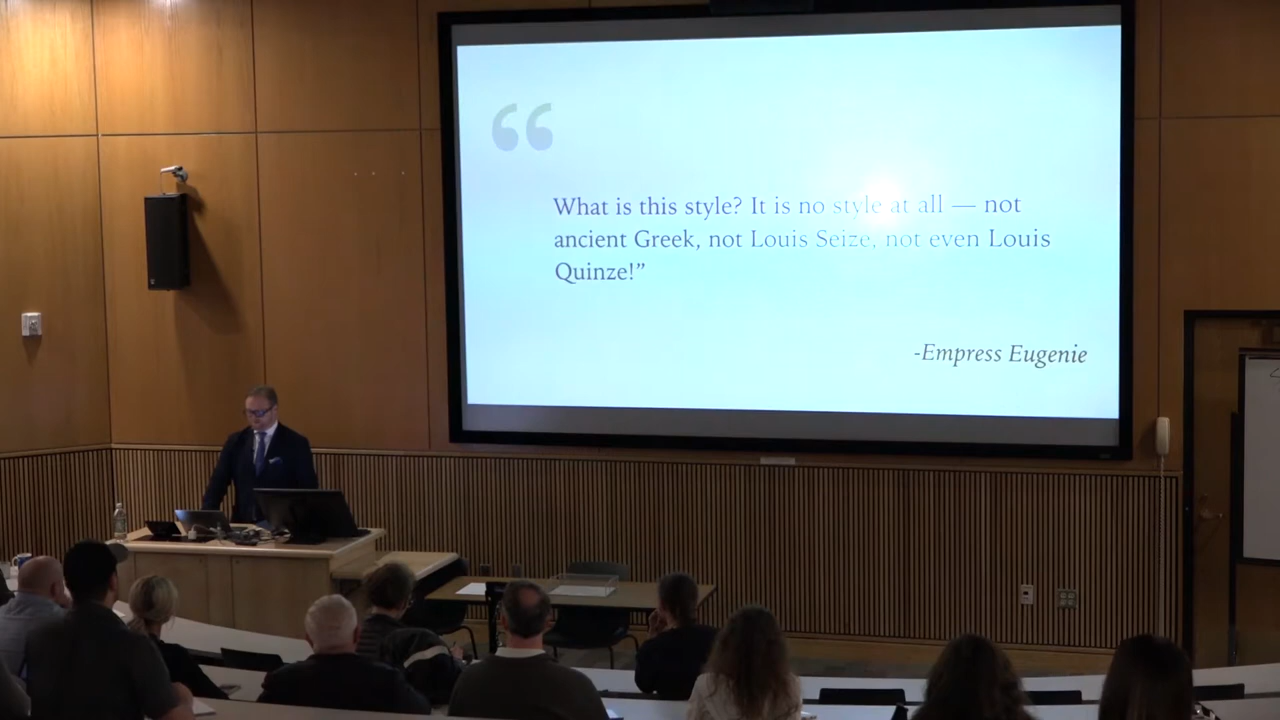 “
What is this style? It is no style at all — not
ancient Greek, not Louis Seize, not even Louis
Quinze!”
-Empress Eugenie